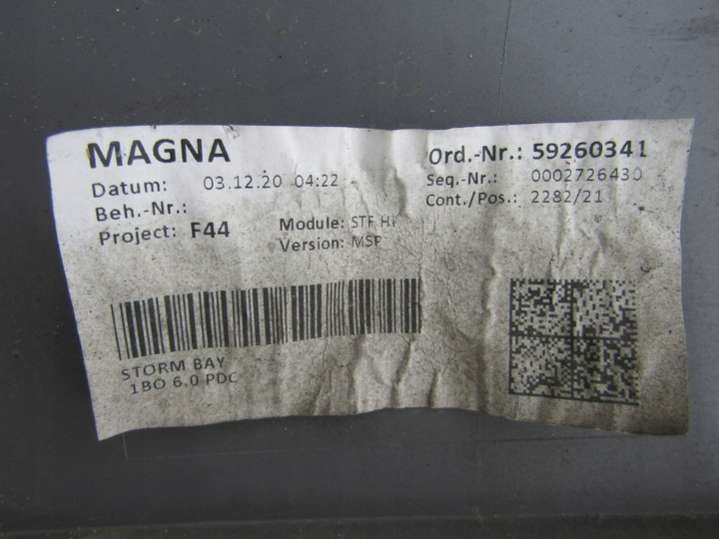 MAGNA
Datum: 03.12.20 04:22
Beh.-Nr.:
Project: F44
Module: STF HI
Version: MSP
Ord.-Nr.: 59260341
Seq.-Nr.: 0002726430
Cont./Pos.: 2282/21
STORM BAY
1BO 6.0 PDC